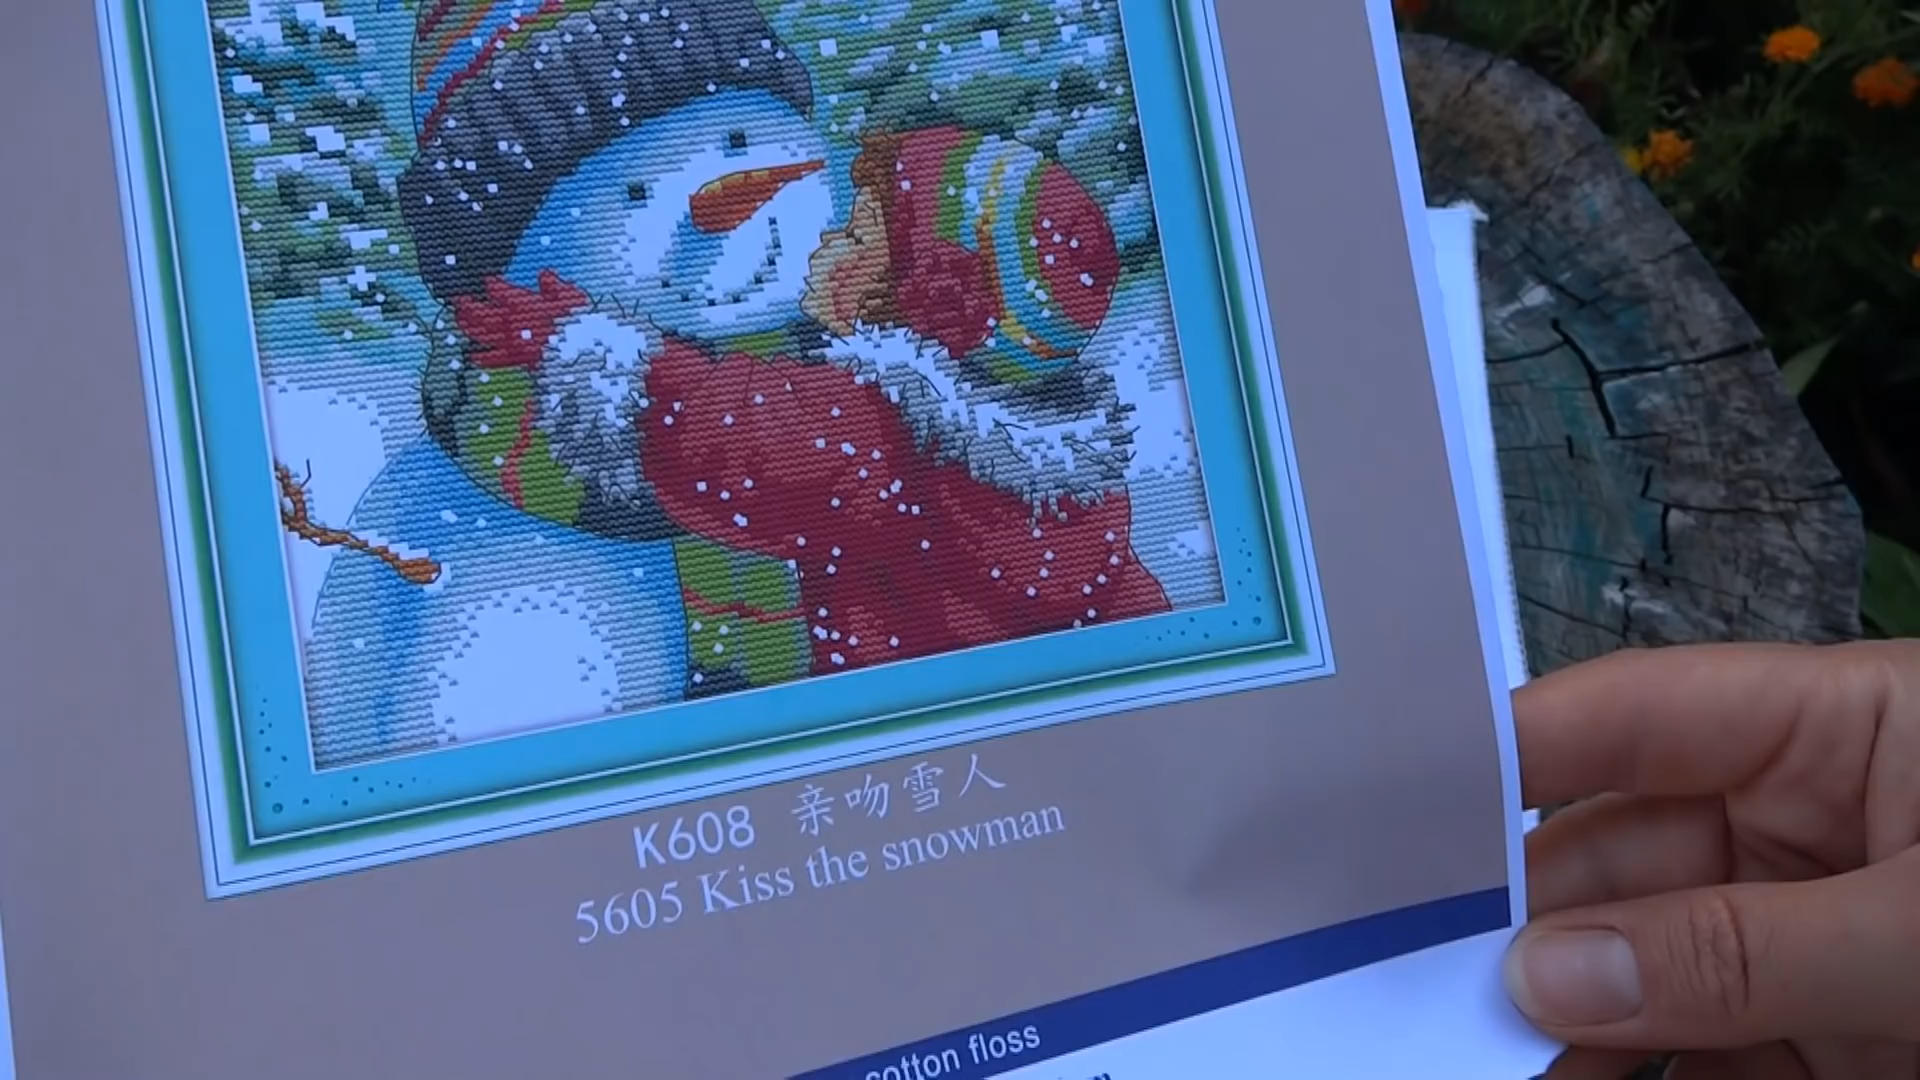 K608 亲吻雪人
5605 Kiss the snowman
cotton floss